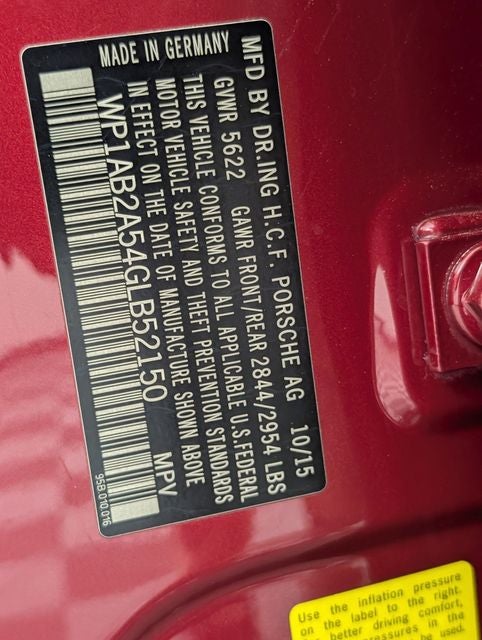 MFD BY DR.ING H.C.F. PORSCHE AG 10/15
GVWR 5622 GAWR FRONT/REAR 2844/2954 LBS
THIS VEHICLE CONFORMS TO ALL APPLICABLE U.S.FEDERAL
MOTOR VEHICLE SAFETY AND THEFT PREVENTION STANDARDS
IN EFFECT ON THE DATE OF MANUFACTURE SHOWN ABOVE
WP1AB2A54GLB52150 MPV
MADE IN GERMANY
95B.010.016
Use the inflation pressure
on the label to the right.
better driving comfort,
pressures in the
used.